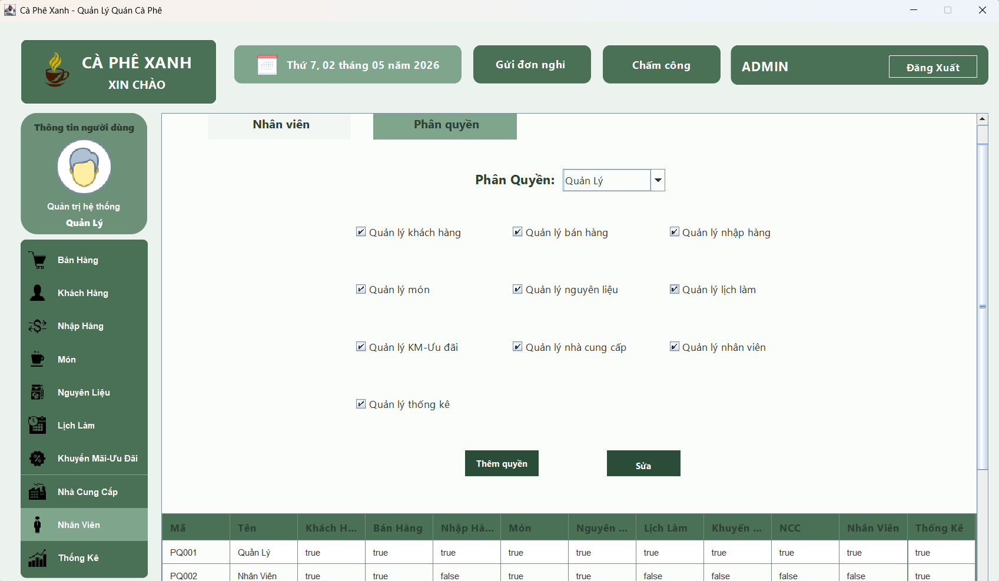 Cà Phê Xanh - Quản Lý Quán Cà Phê
CÀ PHÊ XANH
XIN CHÀO
Thứ 7, 02 tháng 05 năm 2026
Gửi đơn nghỉ
Chấm công
ADMIN
Đăng Xuất
Thông tin người dùng
Quản trị hệ thống
Quản Lý
Bán Hàng
Khách Hàng
Nhập Hàng
Món
Nguyên Liệu
Lịch Làm
Khuyến Mãi-Ưu Đãi
Nhà Cung Cấp
Nhân Viên
Thống Kê
Nhân viên
Phân quyền
Phân Quyền: Quản Lý
Quản lý khách hàng Quản lý bán hàng Quản lý nhập hàng
Quản lý món Quản lý nguyên liệu Quản lý lịch làm
Quản lý KM-Ưu đãi Quản lý nhà cung cấp Quản lý nhân viên
Quản lý thống kê
Thêm quyền Sửa
Mã Tên Khách H... Bán Hàng Nhập Hà... Món Nguyên ... Lịch Làm Khuyến ... NCC Nhân Viên Thống Kê
PQ001 Quản Lý true true true true true true true true true true
PQ002 Nhân Viên true true false true true false false false false true